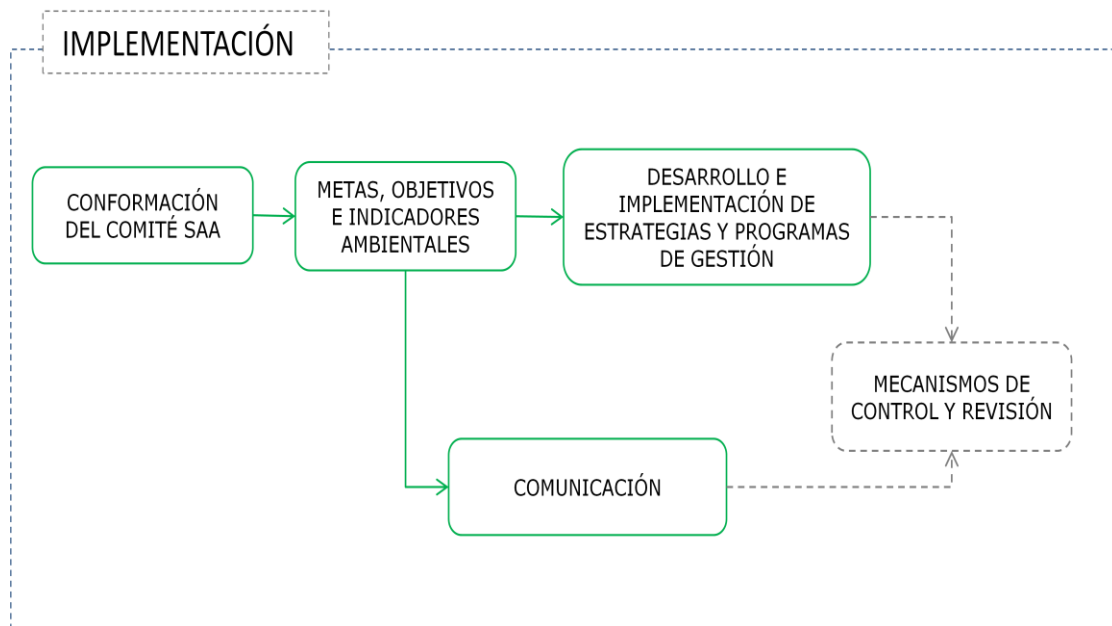 IMPLEMENTACIÓN
CONFORMACIÓN
DEL COMITÉ SAA
METAS, OBJETIVOS
E INDICADORES
AMBIENTALES
DESARROLLO E
IMPLEMENTACIÓN DE
ESTRATEGIAS Y PROGRAMAS
DE GESTIÓN
MECANISMOS DE
CONTROL Y REVISIÓN
COMUNICACIÓN